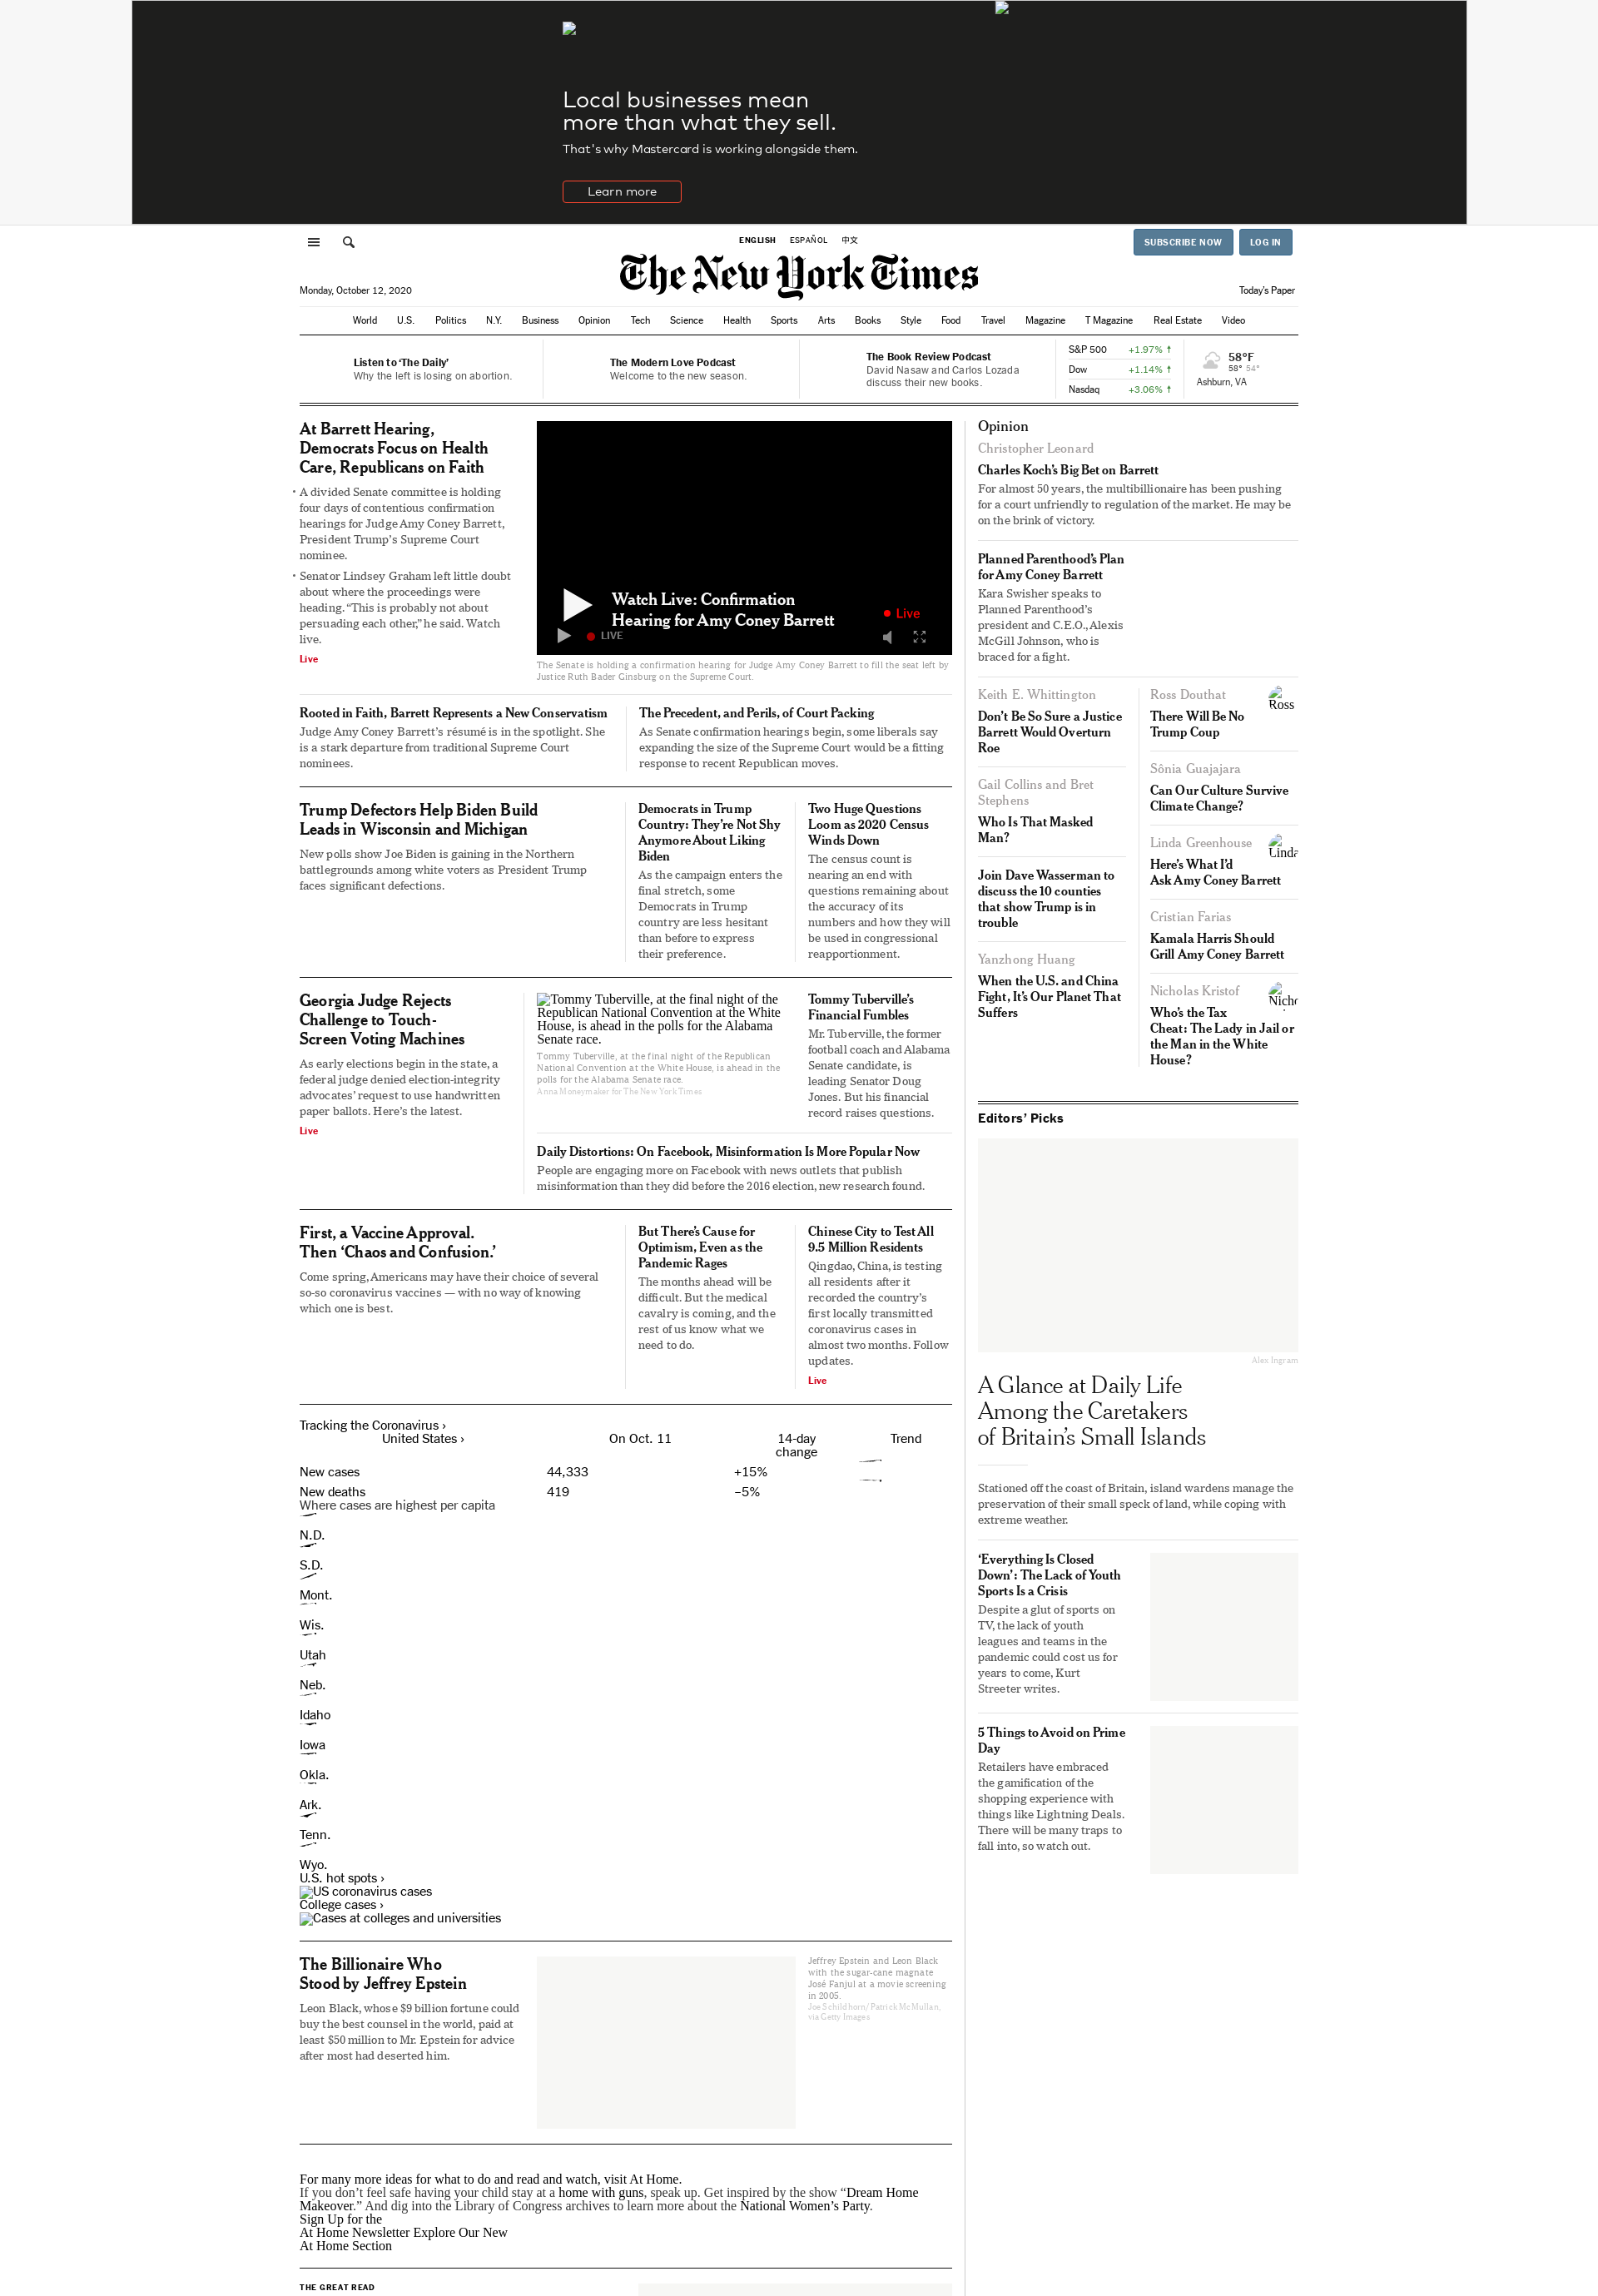 Local businesses mean
more than what they sell.
That's why Mastercard is working alongside them.
Learn more
ENGLISH ESPAÑOL 中文
SUBSCRIBE NOW LOG IN
The New York Times
Monday, October 12, 2020
Today's Paper
World U.S. Politics N.Y. Business Opinion Tech Science Health Sports Arts Books Style Food Travel Magazine T Magazine Real Estate Video
Listen to ‘The Daily’
Why the left is losing on abortion.
The Modern Love Podcast
Welcome to the new season.
The Book Review Podcast
David Nasaw and Carlos Lozada
discuss their new books.
S&P 500 +1.97%
Dow +1.14%
Nasdaq +3.06%
58°F
58° 54°
Ashburn, VA
At Barrett Hearing,
Democrats Focus on Health
Care, Republicans on Faith
• A divided Senate committee is holding
four days of contentious confirmation
hearings for Judge Amy Coney Barrett,
President Trump’s Supreme Court
nominee.
• Senator Lindsey Graham left little doubt
about where the proceedings were
heading. “This is probably not about
persuading each other,” he said. Watch
live.
Live
Watch Live: Confirmation
Hearing for Amy Coney Barrett
Live
LIVE
The Senate is holding a confirmation hearing for Judge Amy Coney Barrett to fill the seat left by
Justice Ruth Bader Ginsburg on the Supreme Court.
Rooted in Faith, Barrett Represents a New Conservatism
Judge Amy Coney Barrett’s résumé is in the spotlight. She
is a stark departure from traditional Supreme Court
nominees.
The Precedent, and Perils, of Court Packing
As Senate confirmation hearings begin, some liberals say
expanding the size of the Supreme Court would be a fitting
response to recent Republican moves.
Trump Defectors Help Biden Build
Leads in Wisconsin and Michigan
New polls show Joe Biden is gaining in the Northern
battlegrounds among white voters as President Trump
faces significant defections.
Democrats in Trump
Country: They’re Not Shy
Anymore About Liking
Biden
As the campaign enters the
final stretch, some
Democrats in Trump
country are less hesitant
than before to express
their preference.
Two Huge Questions
Loom as 2020 Census
Winds Down
The census count is
nearing an end with
questions remaining about
the accuracy of its
numbers and how they will
be used in congressional
reapportionment.
Georgia Judge Rejects
Challenge to Touch-
Screen Voting Machines
As early elections begin in the state, a
federal judge denied election-integrity
advocates’ request to use handwritten
paper ballots. Here’s the latest.
Live
Tommy Tuberville, at the final night of the
Republican National Convention at the White
House, is ahead in the polls for the Alabama
Senate race.
Tommy Tuberville, at the final night of the Republican
National Convention at the White House, is ahead in the
polls for the Alabama Senate race.
Anna Moneymaker for The New York Times
Tommy Tuberville’s
Financial Fumbles
Mr. Tuberville, the former
football coach and Alabama
Senate candidate, is
leading Senator Doug
Jones. But his financial
record raises questions.
Daily Distortions: On Facebook, Misinformation Is More Popular Now
People are engaging more on Facebook with news outlets that publish
misinformation than they did before the 2016 election, new research found.
First, a Vaccine Approval.
Then ‘Chaos and Confusion.’
Come spring, Americans may have their choice of several
so-so coronavirus vaccines — with no way of knowing
which one is best.
But There’s Cause for
Optimism, Even as the
Pandemic Rages
The months ahead will be
difficult. But the medical
cavalry is coming, and the
rest of us know what we
need to do.
Chinese City to Test All
9.5 Million Residents
Qingdao, China, is testing
all residents after it
recorded the country’s
first locally transmitted
coronavirus cases in
almost two months. Follow
updates.
Live
Tracking the Coronavirus ›
United States › On Oct. 11 14-day
change Trend
New cases 44,333 +15%
New deaths 419 –5%
Where cases are highest per capita
N.D.
S.D.
Mont.
Wis.
Utah
Neb.
Idaho
Iowa
Okla.
Ark.
Tenn.
Wyo.
U.S. hot spots ›
US coronavirus cases
College cases ›
Cases at colleges and universities
The Billionaire Who
Stood by Jeffrey Epstein
Leon Black, whose $9 billion fortune could
buy the best counsel in the world, paid at
least $50 million to Mr. Epstein for advice
after most had deserted him.
Jeffrey Epstein and Leon Black
with the sugar-cane magnate
José Fanjul at a movie screening
in 2005.
Joe Schildhorn/Patrick McMullan,
via Getty Images
For many more ideas for what to do and read and watch, visit At Home.
If you don’t feel safe having your child stay at a home with guns, speak up. Get inspired by the show “Dream Home
Makeover.” And dig into the Library of Congress archives to learn more about the National Women’s Party.
Sign Up for the
At Home Newsletter Explore Our New
At Home Section
THE GREAT READ
Opinion
Christopher Leonard
Charles Koch’s Big Bet on Barrett
For almost 50 years, the multibillionaire has been pushing
for a court unfriendly to regulation of the market. He may be
on the brink of victory.
Planned Parenthood’s Plan
for Amy Coney Barrett
Kara Swisher speaks to
Planned Parenthood’s
president and C.E.O., Alexis
McGill Johnson, who is
braced for a fight.
Keith E. Whittington
Don’t Be So Sure a Justice
Barrett Would Overturn
Roe
Gail Collins and Bret
Stephens
Who Is That Masked
Man?
Join Dave Wasserman to
discuss the 10 counties
that show Trump is in
trouble
Yanzhong Huang
When the U.S. and China
Fight, It’s Our Planet That
Suffers
Ross Douthat
Ross
There Will Be No
Trump Coup
Sônia Guajajara
Can Our Culture Survive
Climate Change?
Linda Greenhouse
Linda
Here’s What I’d
Ask Amy Coney Barrett
Cristian Farias
Kamala Harris Should
Grill Amy Coney Barrett
Nicholas Kristof
Nicho
Who’s the Tax
Cheat: The Lady in Jail or
the Man in the White
House?
Editors’ Picks
Alex Ingram
A Glance at Daily Life
Among the Caretakers
of Britain’s Small Islands
Stationed off the coast of Britain, island wardens manage the
preservation of their small speck of land, while coping with
extreme weather.
‘Everything Is Closed
Down’: The Lack of Youth
Sports Is a Crisis
Despite a glut of sports on
TV, the lack of youth
leagues and teams in the
pandemic could cost us for
years to come, Kurt
Streeter writes.
5 Things to Avoid on Prime
Day
Retailers have embraced
the gamification of the
shopping experience with
things like Lightning Deals.
There will be many traps to
fall into, so watch out.